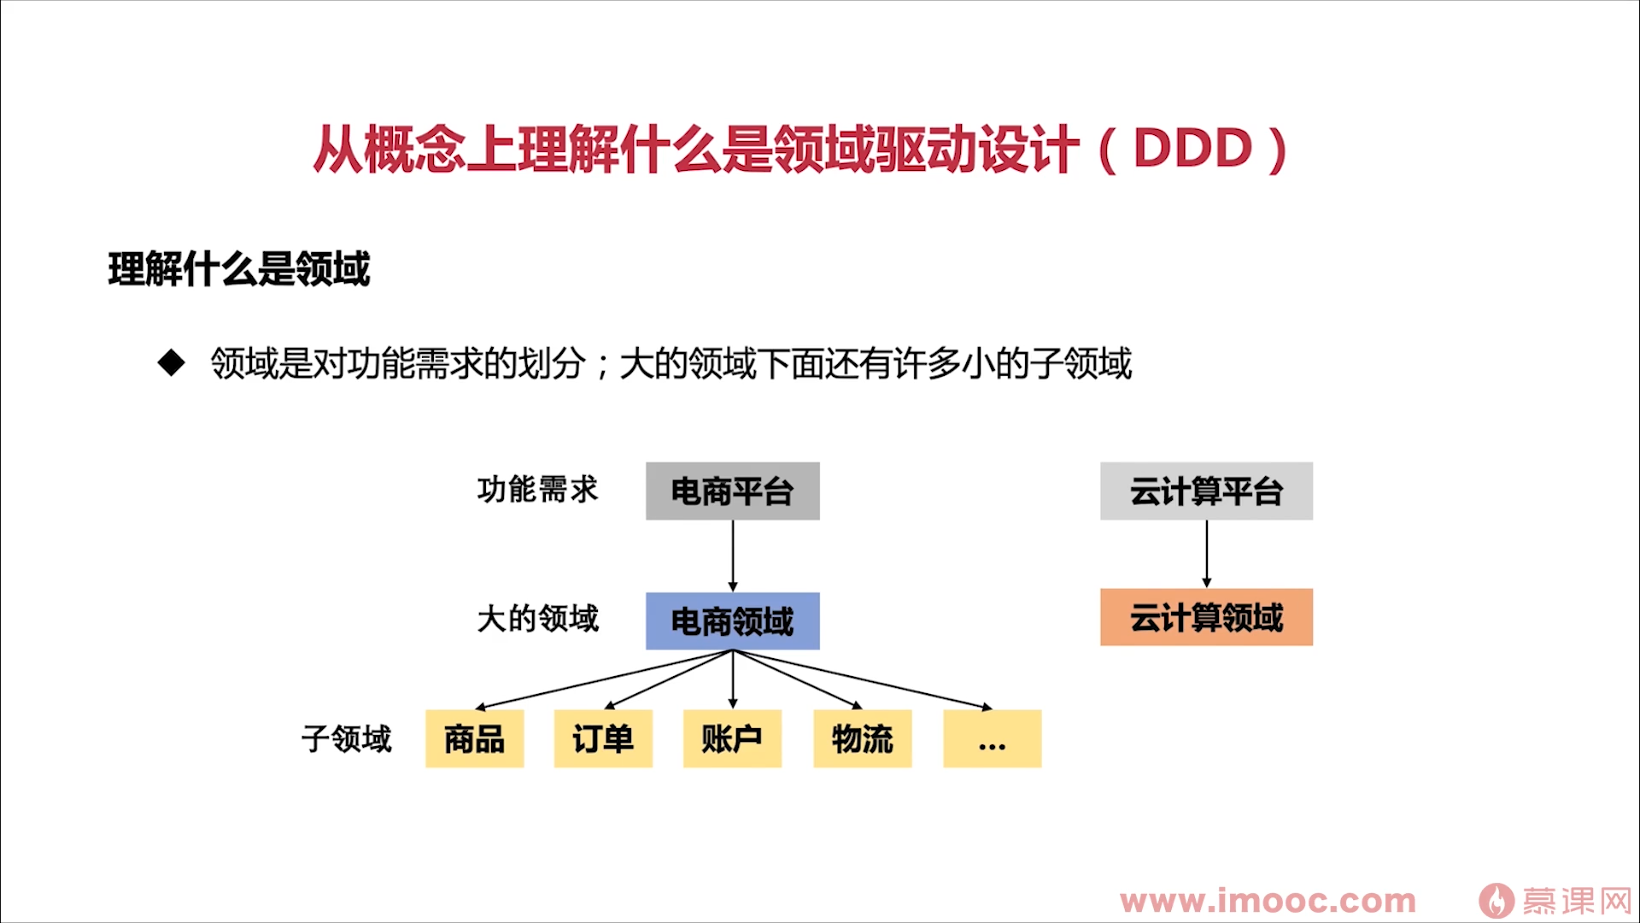 从概念上理解什么是领域驱动设计（DDD）
理解什么是领域
◆ 领域是对功能需求的划分；大的领域下面还有许多小的子领域
功能需求 电商平台 云计算平台
大的领域 电商领域 云计算领域
子领域 商品 订单 账户 物流 ...
www.imooc.com 慕课网